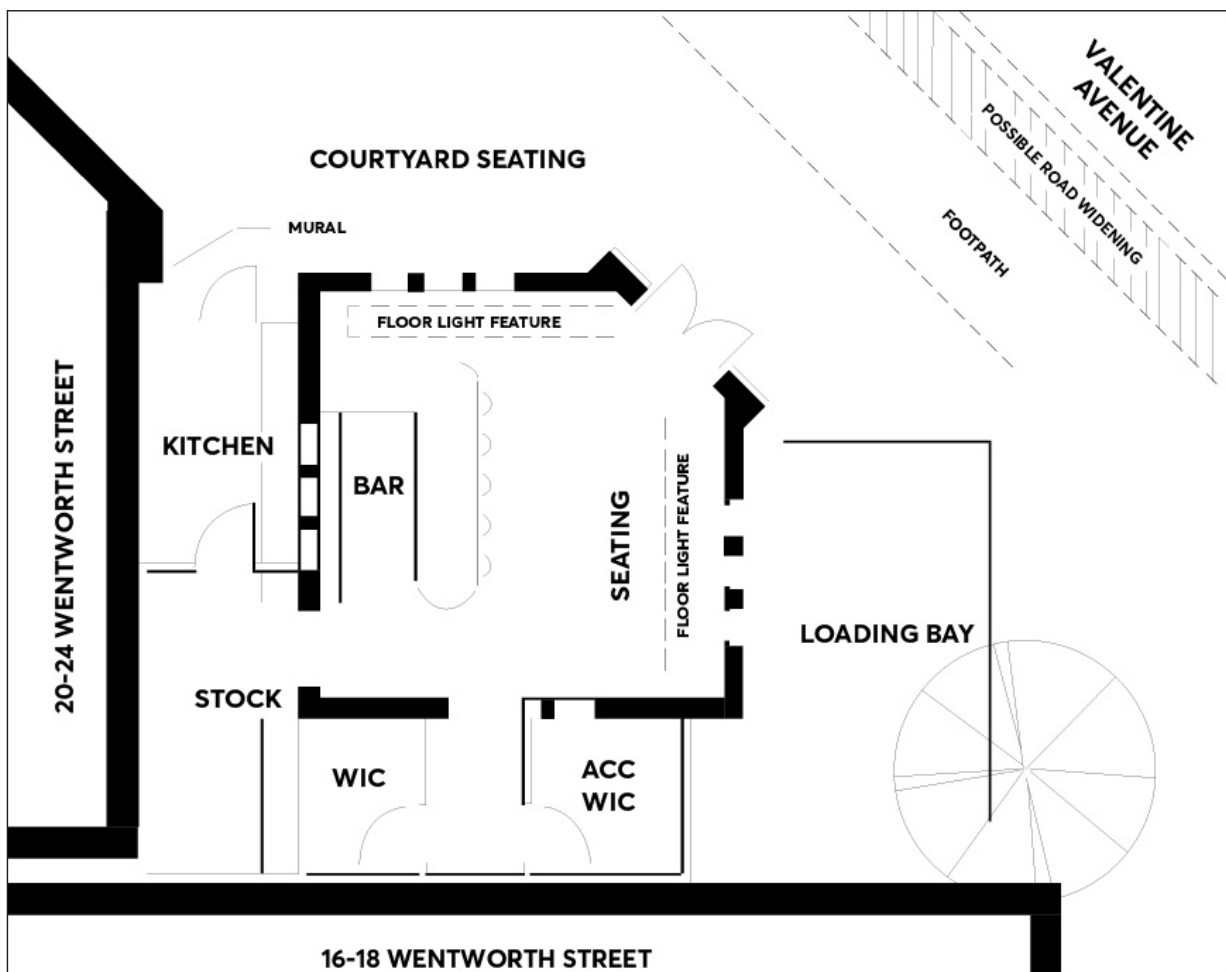 VALENTINE
AVENUE
POSSIBLE ROAD WIDENING
COURTYARD SEATING
FOOTPATH
MURAL
FLOOR LIGHT FEATURE
20-24 WENTWORTH STREET
KITCHEN
BAR
SEATING
FLOOR LIGHT FEATURE
LOADING BAY
STOCK
WIC
ACC
WIC
16-18 WENTWORTH STREET